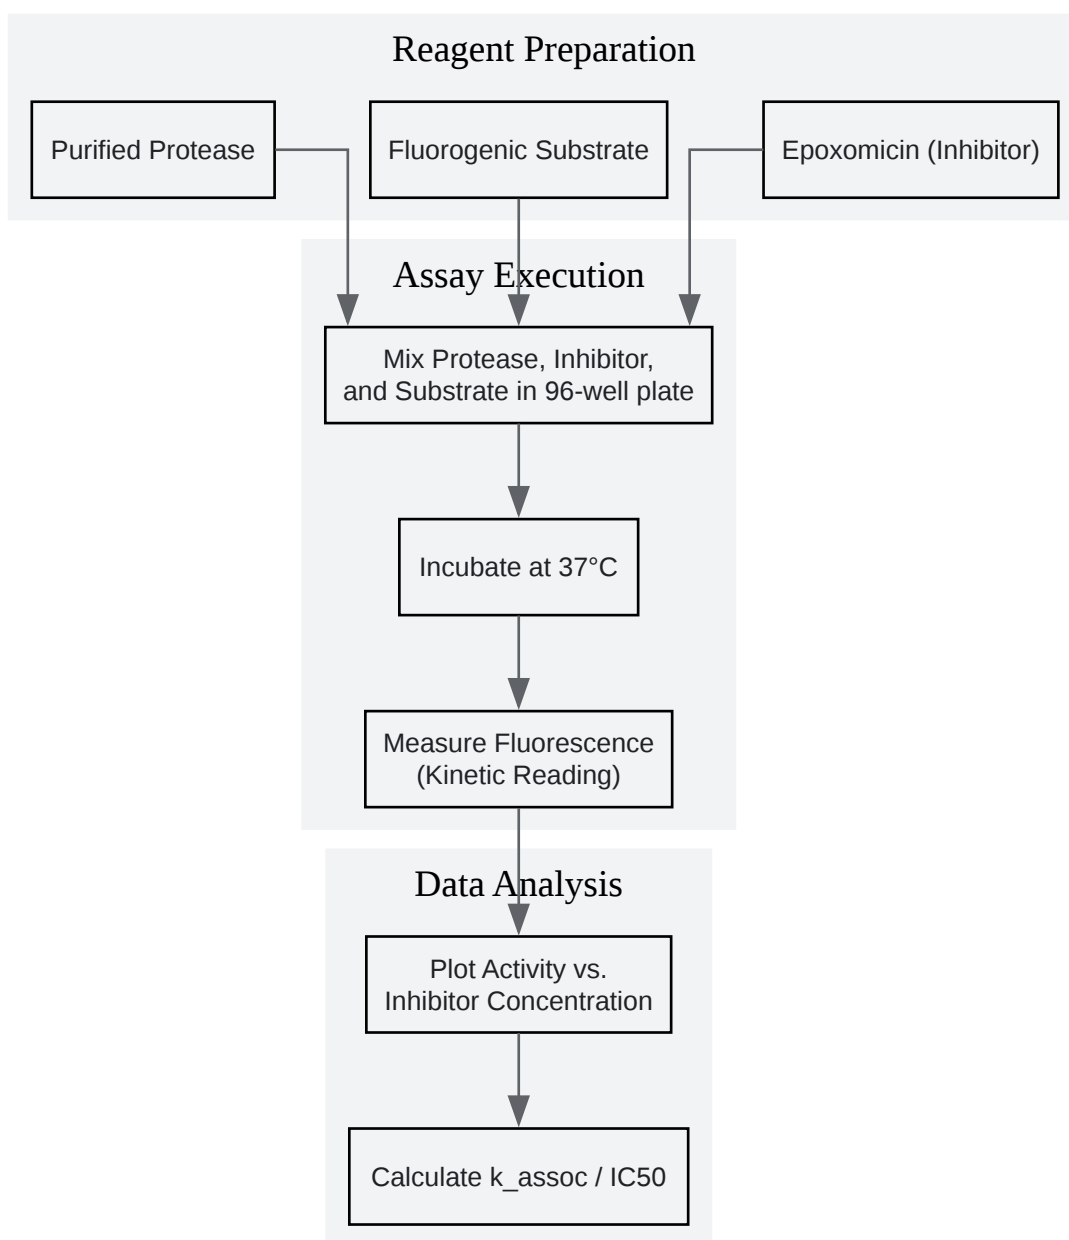 Reagent Preparation
Purified Protease
Fluorogenic Substrate
Epoxomicin (Inhibitor)
Assay Execution
Mix Protease, Inhibitor,
and Substrate in 96-well plate
Incubate at 37°C
Measure Fluorescence
(Kinetic Reading)
Data Analysis
Plot Activity vs.
Inhibitor Concentration
Calculate k_assoc / IC50